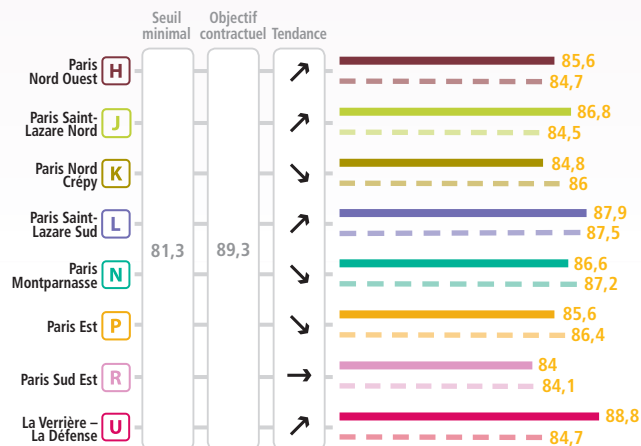 Seuil minimal
Objectif contractuel
Tendance
Paris
Nord Ouest
H
85,6
84,7
Paris Saint-
Lazare Nord
J
86,8
84,5
Paris Nord
Crépy
K
84,8
86
Paris Saint-
Lazare Sud
L
87,9
87,5
81,3
89,3
Paris
Montparnasse
N
86,6
87,2
Paris Est
P
85,6
86,4
Paris Sud Est
R
84
84,1
La Verrière –
La Défense
U
88,8
84,7